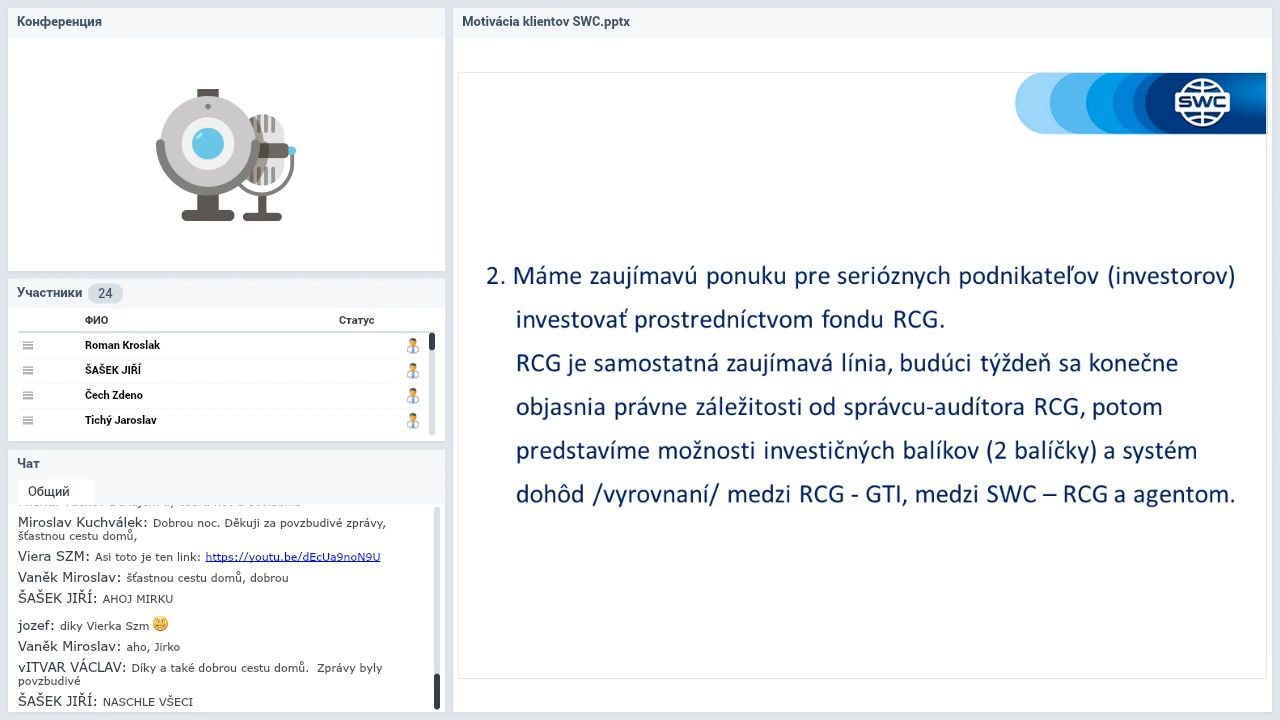 Конференция
Участники 24
ФИО Статус
Roman Kroslak
ŠAŠEK JIŘÍ
Čech Zdeno
Tichý Jaroslav
Чат
Общий
Miroslav Kuchválek: Dobrou noc. Děkuji za povzbudivé zprávy,
šťastnou cestu domů,
Viera SZM: Asi toto je ten link: https://youtu.be/dEcUa9noN9U
Vaněk Miroslav: šťastnou cestu domů, dobrou
ŠAŠEK JIŘÍ: AHOJ MIRKU
jozef: diky Vierka Szm
Vaněk Miroslav: aho, Jirko
vITVAR VÁCLAV: Díky a také dobrou cestu domů.  Zprávy byly
povzbudivé
ŠAŠEK JIŘÍ: NASCHLE VŠECI
Motivácia klientov SWC.pptx
SWC
2. Máme zaujímavú ponuku pre serióznych podnikateľov (investorov)
investovať prostredníctvom fondu RCG.
RCG je samostatná zaujímavá línia, budúci týždeň sa konečne
objasnia právne záležitosti od správcu-audítora RCG, potom
predstavíme možnosti investičných balíkov (2 balíčky) a systém
dohôd /vyrovnaní/ medzi RCG - GTI, medzi SWC – RCG a agentom.